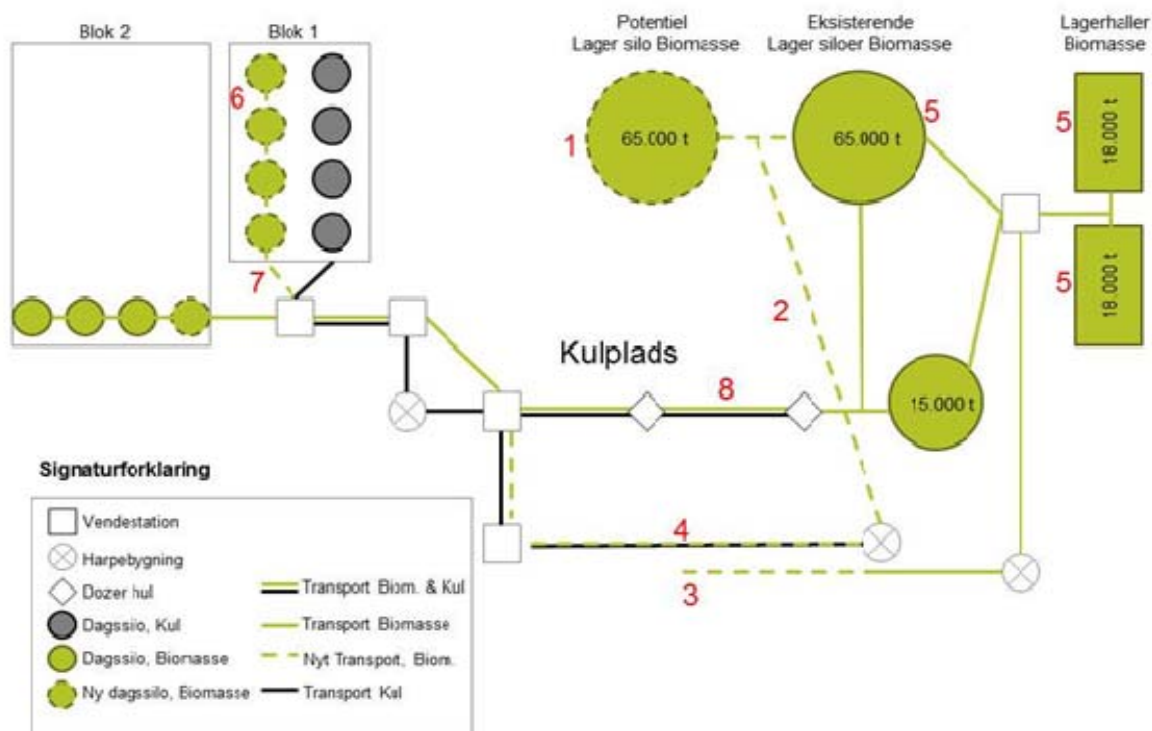 Blok 2
Blok 1
Potentiel
Lager silo Biomasse
Eksisterende
Lager siloer Biomasse
Lagerhaller
Biomasse
6
1
65.000 t
65.000 t
5
5
18.000 t
7
5
18.000 t
2
Kulplads
8
15.000 t
4
3
Signaturforklaring
Vendestation
Harpebygning
Dozer hul
Dagssilo, Kul
Dagssilo, Biomasse
Ny dagssilo, Biomasse
Transport Biom. & Kul
Transport Biomasse
Nyt Transport, Biom.
Transport Kul